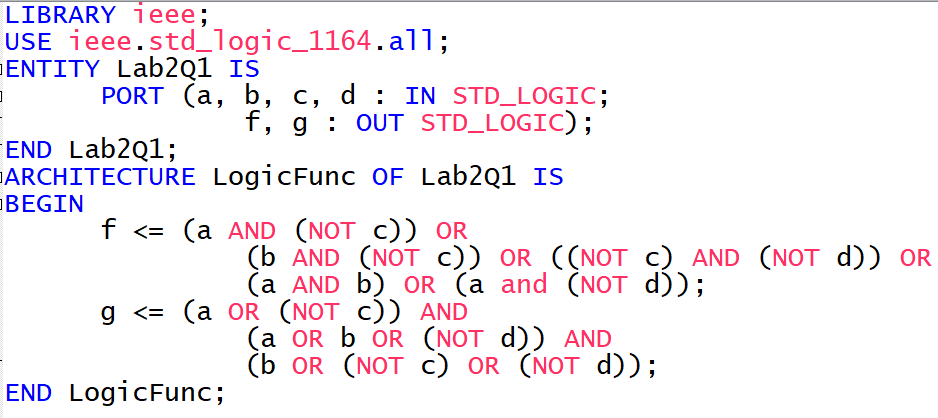 LIBRARY ieee;
USE ieee.std_logic_1164.all;
ENTITY Lab2Q1 IS
PORT (a, b, c, d : IN STD_LOGIC;
f, g : OUT STD_LOGIC);
END Lab2Q1;
ARCHITECTURE LogicFunc OF Lab2Q1 IS
BEGIN
f <= (a AND (NOT c)) OR
(b AND (NOT c)) OR ((NOT c) AND (NOT d)) OR
(a AND b) OR (a and (NOT d));
g <= (a OR (NOT c)) AND
(a OR b OR (NOT d)) AND
(b OR (NOT c) OR (NOT d));
END LogicFunc;